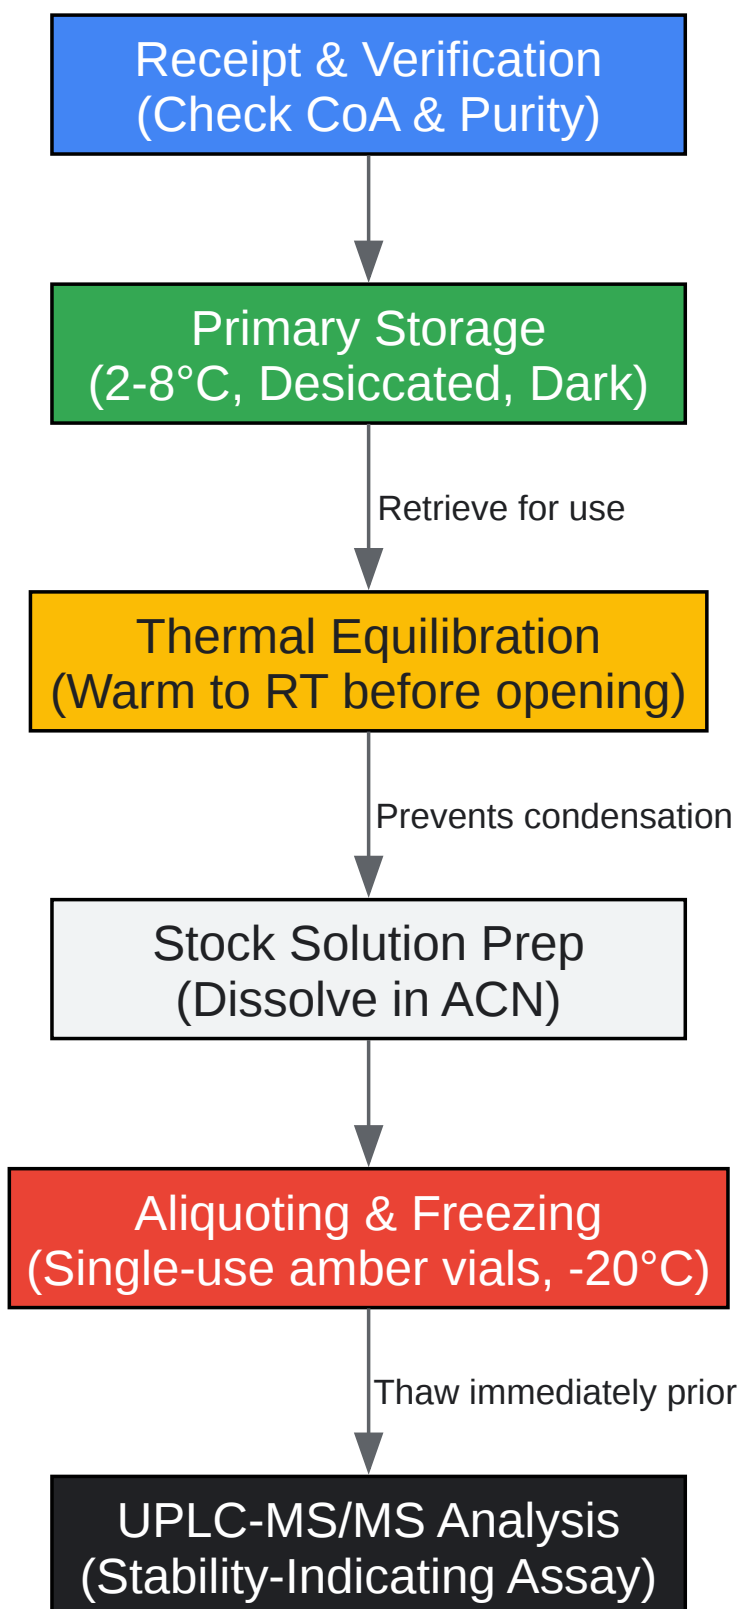 Receipt & Verification
(Check CoA & Purity)
Primary Storage
(2-8°C, Desiccated, Dark)
Retrieve for use
Thermal Equilibration
(Warm to RT before opening)
Prevents condensation
Stock Solution Prep
(Dissolve in ACN)
Aliquoting & Freezing
(Single-use amber vials, -20°C)
Thaw immediately prior
UPLC-MS/MS Analysis
(Stability-Indicating Assay)